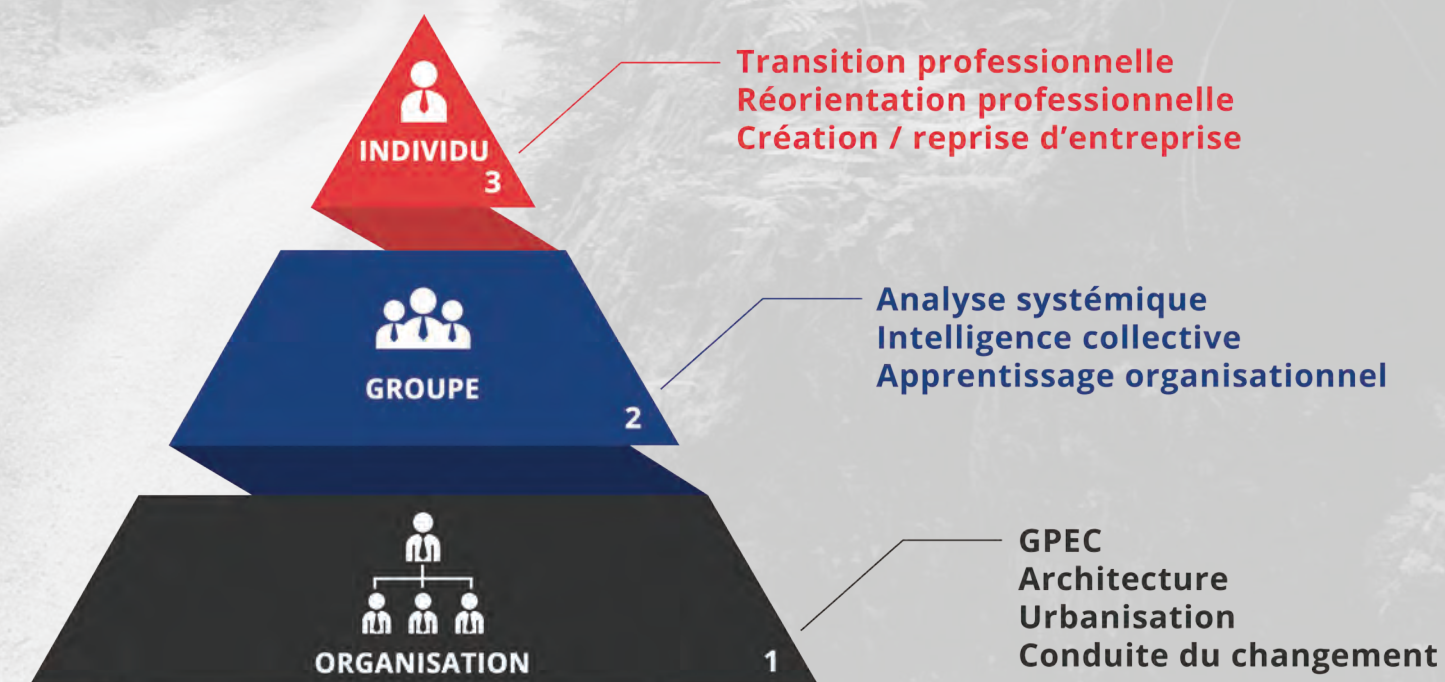 INDIVIDU
3
Transition professionnelle
Réorientation professionnelle
Création / reprise d'entreprise
GROUPE
2
Analyse systémique
Intelligence collective
Apprentissage organisationnel
ORGANISATION
1
GPEC
Architecture
Urbanisation
Conduite du changement